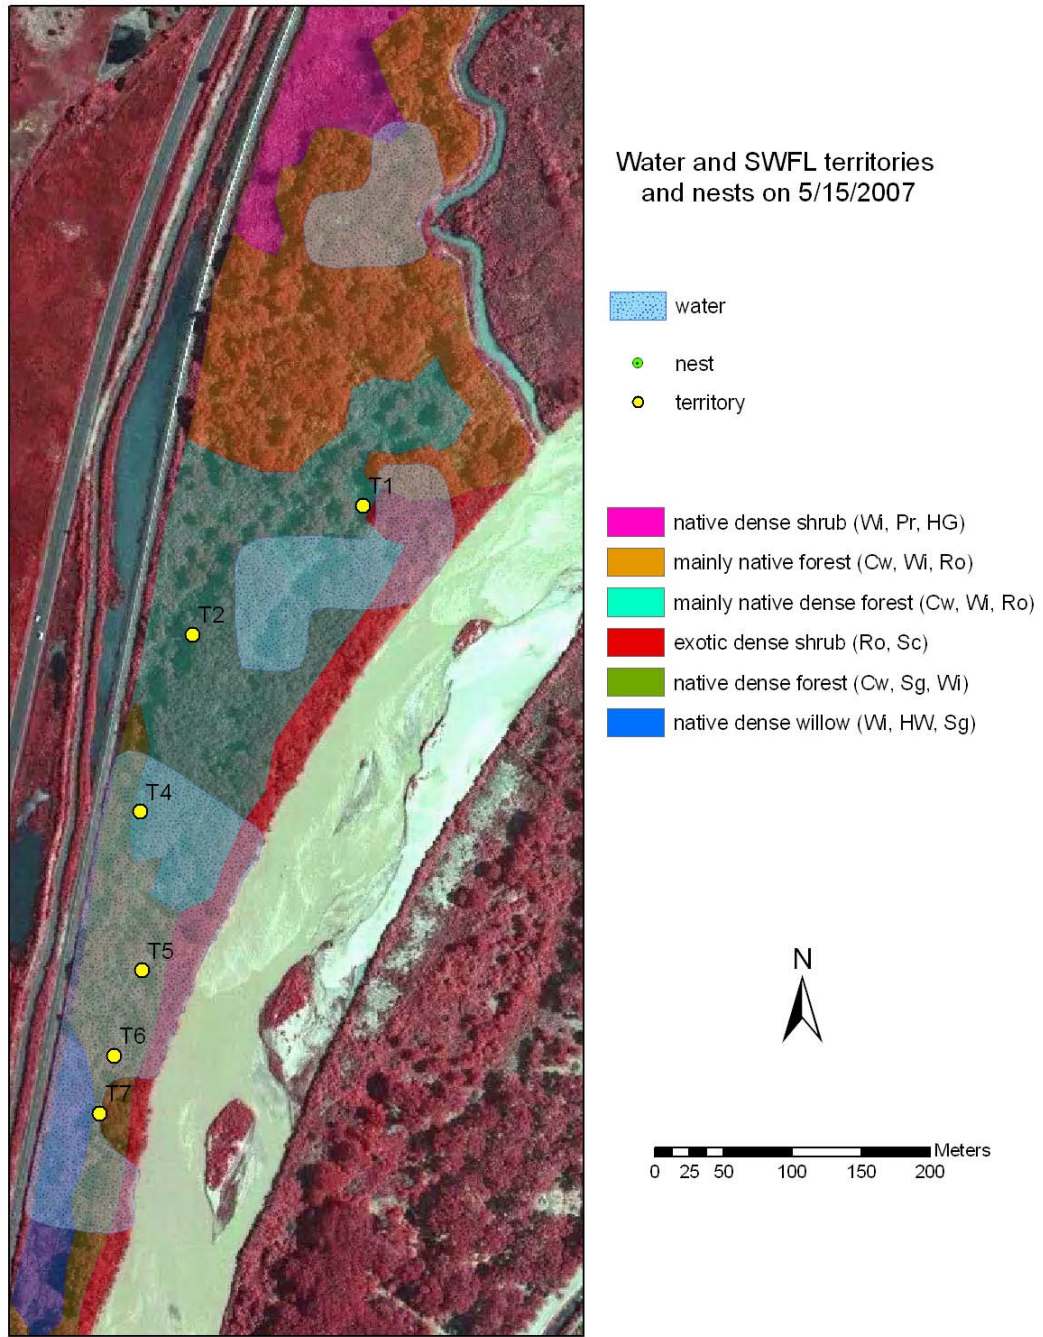 Water and SWFL territories
and nests on 5/15/2007
water
nest
territory
native dense shrub (Wi, Pr, HG)
mainly native forest (Cw, Wi, Ro)
mainly native dense forest (Cw, Wi, Ro)
exotic dense shrub (Ro, Sc)
native dense forest (Cw, Sg, Wi)
native dense willow (Wi, HW, Sg)
T1
T2
T4
T5
T6
T7
N
Meters
0 25 50 100 150 200